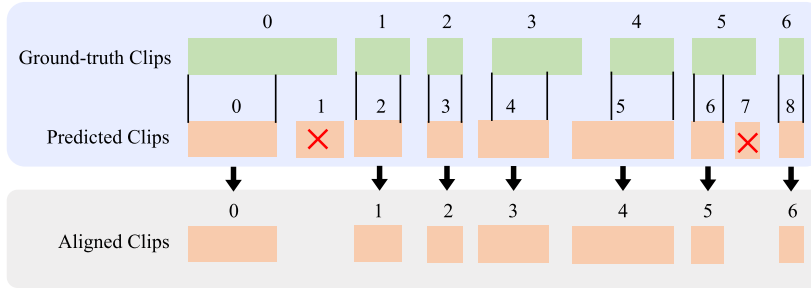 0 1 2 3 4 5 6
Ground-truth Clips
0 1 2 3 4 5 6 7 8
Predicted Clips
0 1 2 3 4 5 6
Aligned Clips